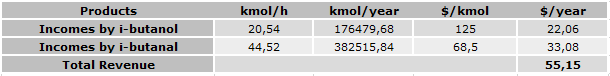 Products kmol/h kmol/year $/kmol $/year
Incomes by i-butanol 20,54 176479,68 125 22,06
Incomes by i-butanal 44,52 382515,84 68,5 33,08
Total Revenue 55,15